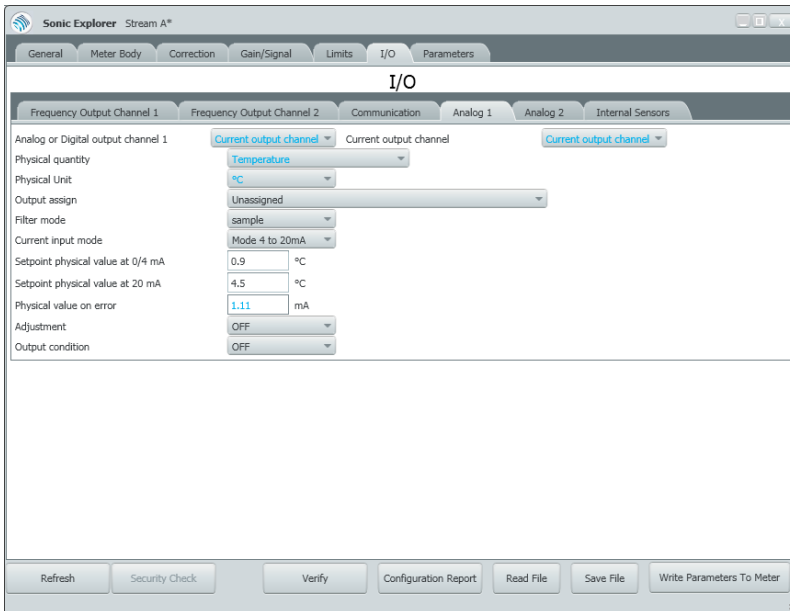 Sonic Explorer Stream A*
General Meter Body Correction Gain/Signal Limits I/O Parameters
I/O
Frequency Output Channel 1 Frequency Output Channel 2 Communication Analog 1 Analog 2 Internal Sensors
Analog or Digital output channel 1 Current output channel Current output channel Current output channel
Physical quantity Temperature
Physical Unit °C
Output assign Unassigned
Filter mode sample
Current input mode Mode 4 to 20mA
Setpoint physical value at 0/4 mA 0.9 °C
Setpoint physical value at 20 mA 4.5 °C
Physical value on error 1.11 mA
Adjustment OFF
Output condition OFF
Refresh Security Check Verify Configuration Report Read File Save File Write Parameters To Meter